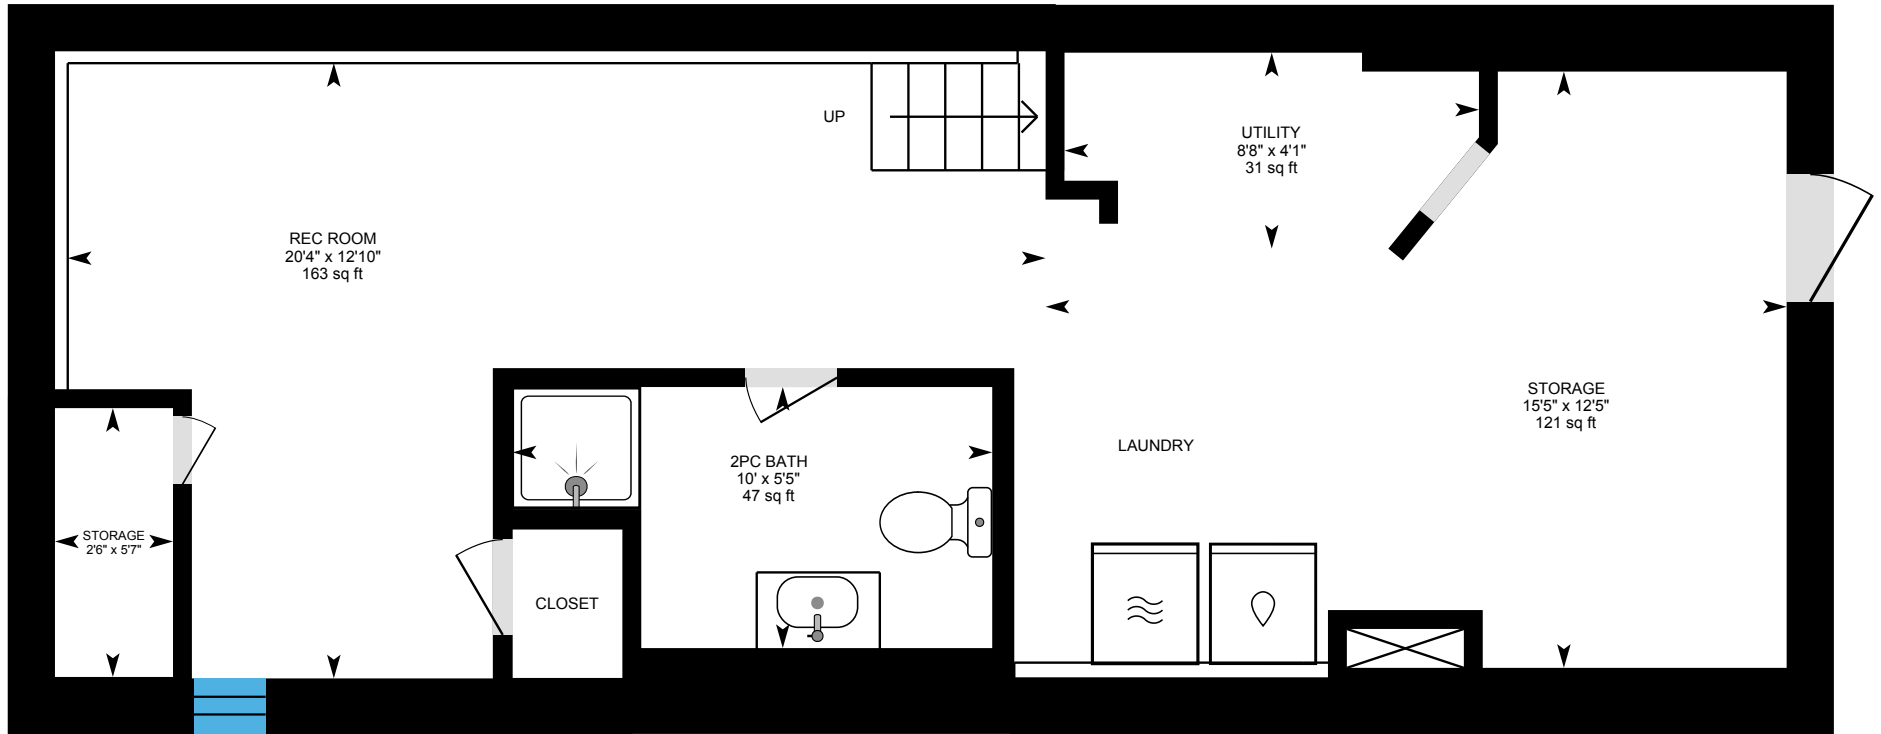 UP
UTILITY
8'8" x 4'1"
31 sq ft
REC ROOM
20'4" x 12'10"
163 sq ft
STORAGE
15'5" x 12'5"
121 sq ft
LAUNDRY
2PC BATH
10' x 5'5"
47 sq ft
STORAGE
2'6" x 5'7"
CLOSET